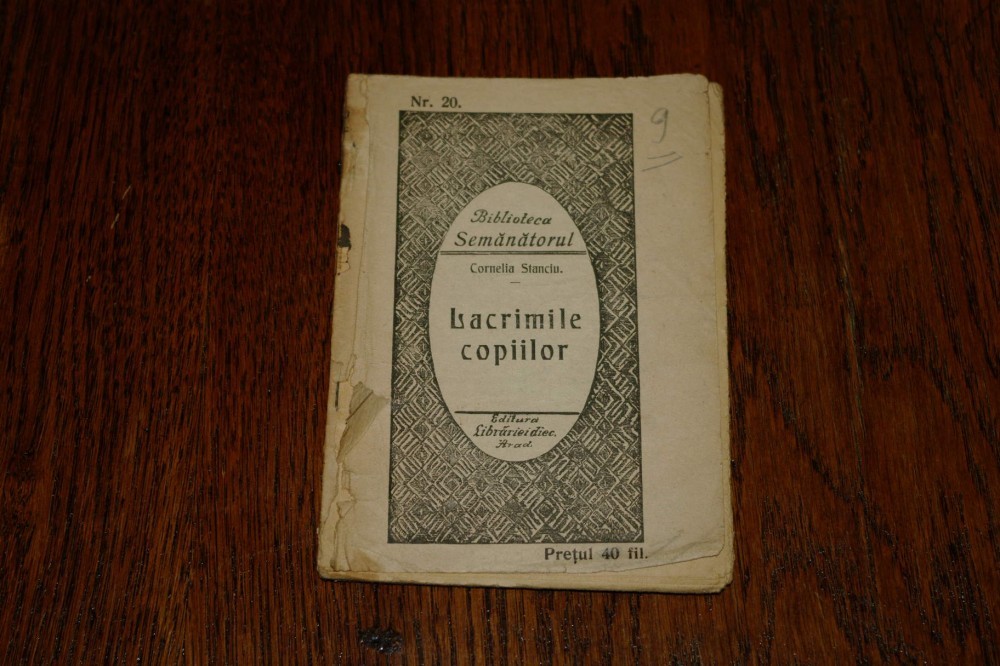 Nr. 20.
9
Biblioteca
Semănătorul
Cornelia Stanciu.
Lacrimile
copiilor
Editura
Librăriei diec.
Arad.
Prețul 40 fil.